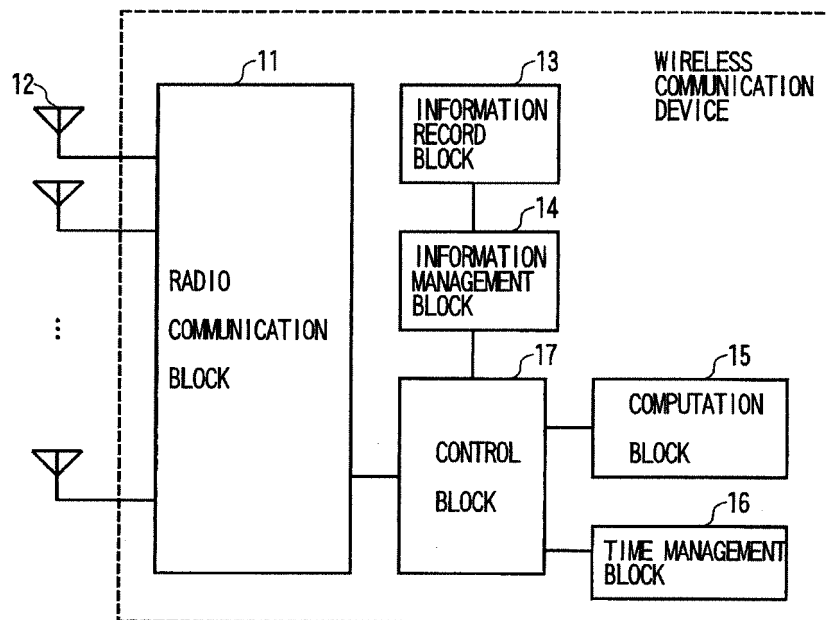 WIRELESS
COMMUNICATION
DEVICE
12
11
RADIO
COMMUNICATION
BLOCK
⋮
13
INFORMATION
RECORD
BLOCK
14
INFORMATION
MANAGEMENT
BLOCK
17
CONTROL
BLOCK
15
COMPUTATION
BLOCK
16
TIME MANAGEMENT
BLOCK